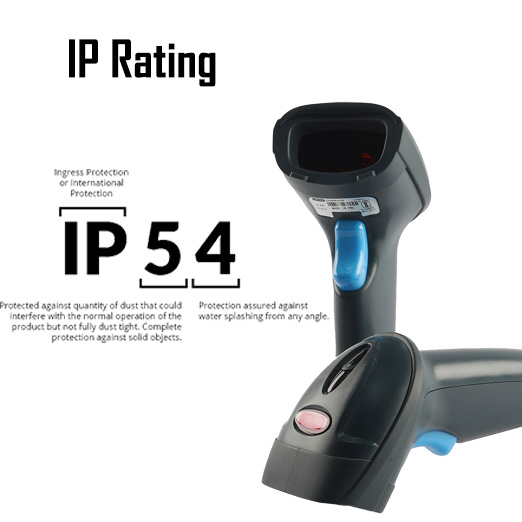 IP Rating
Ingress Protection
or International
Protection
IP 54
Protected against quantity of dust that could
interfere with the normal operation of the
product but not fully dust tight. Complete
protection against solid objects.
Protection assured against
water splashing from any angle.